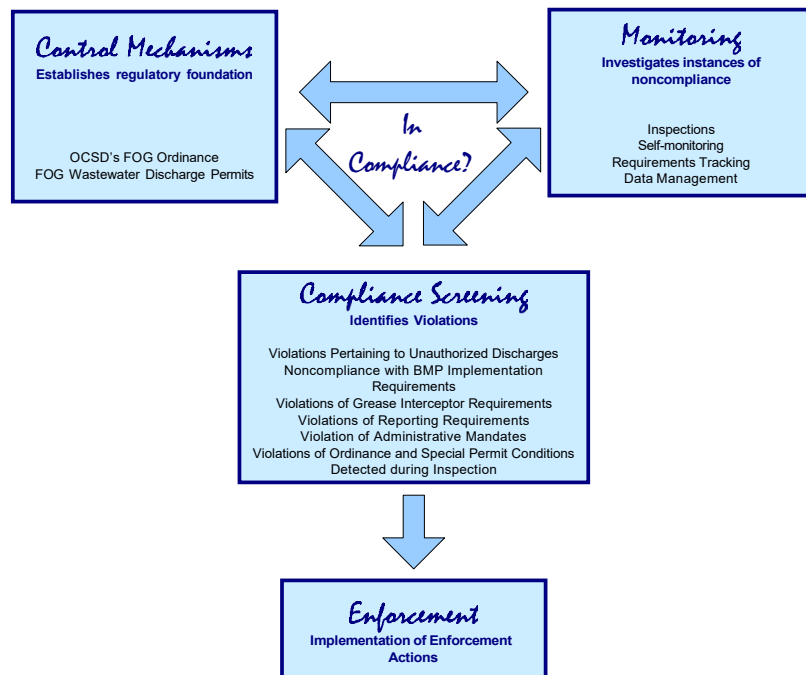 Control Mechanisms
Establishes regulatory foundation
OCSD's FOG Ordinance
FOG Wastewater Discharge Permits
Monitoring
Investigates instances of
noncompliance
Inspections
Self-monitoring
Requirements Tracking
Data Management
In
Compliance?
Compliance Screening
Identifies Violations
Violations Pertaining to Unauthorized Discharges
Noncompliance with BMP Implementation
Requirements
Violations of Grease Interceptor Requirements
Violations of Reporting Requirements
Violation of Administrative Mandates
Violations of Ordinance and Special Permit Conditions
Detected during Inspection
Enforcement
Implementation of Enforcement
Actions